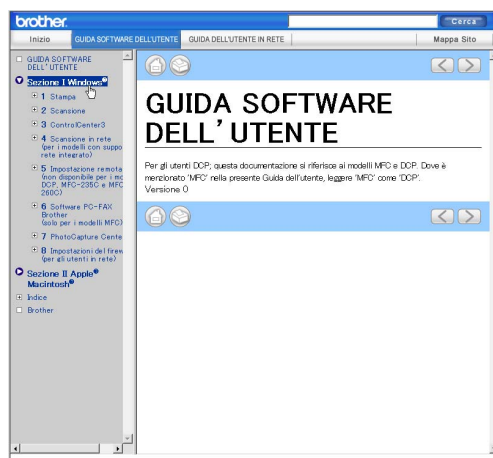 brother.
Cerca
Inizio
GUIDA SOFTWARE DELL'UTENTE
GUIDA DELL'UTENTE IN RETE
Mappa Sito
GUIDA SOFTWARE
DELL'UTENTE
Sezione I Windows®
1 Stampa
2 Scansione
3 ControlCenter3
4 Scansione in rete
(per i modelli con suppo
rete integrato)
5 Impostazione remota
(non disponibile per i mo
DCP, MFC-235C e MFC
260C)
6 Software PC-FAX
Brother
(solo per i modelli MFC)
7 PhotoCapture Cente
8 Impostazioni del firew
(per gli utenti in rete)
Sezione II Apple®
Macintosh®
Indice
Brother
GUIDA SOFTWARE
DELL'UTENTE
Per gli utenti DCP; questa documentazione si riferisce ai modelli MFC e DCP. Dove è
menzionato 'MFC' nella presente Guida dell'utente, leggere 'MFC' come 'DCP'.
Versione 0